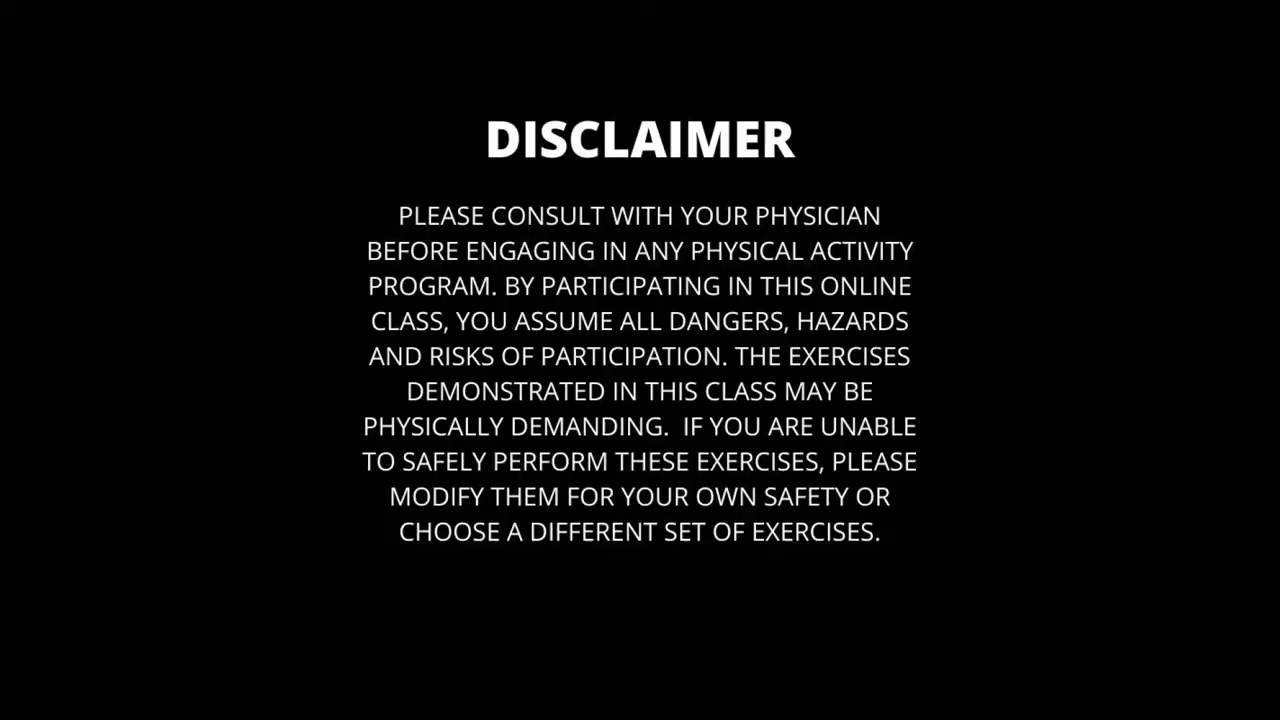 DISCLAIMER
PLEASE CONSULT WITH YOUR PHYSICIAN
BEFORE ENGAGING IN ANY PHYSICAL ACTIVITY
PROGRAM. BY PARTICIPATING IN THIS ONLINE
CLASS, YOU ASSUME ALL DANGERS, HAZARDS
AND RISKS OF PARTICIPATION. THE EXERCISES
DEMONSTRATED IN THIS CLASS MAY BE
PHYSICALLY DEMANDING.  IF YOU ARE UNABLE
TO SAFELY PERFORM THESE EXERCISES, PLEASE
MODIFY THEM FOR YOUR OWN SAFETY OR
CHOOSE A DIFFERENT SET OF EXERCISES.